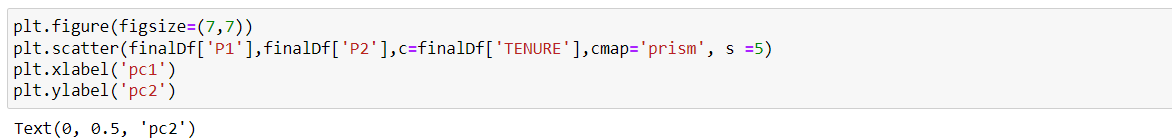 plt.figure(figsize=(7,7))
plt.scatter(finalDf['P1'],finalDf['P2'],c=finalDf['TENURE'],cmap='prism', s =5)
plt.xlabel('pc1')
plt.ylabel('pc2')
Text(0, 0.5, 'pc2')